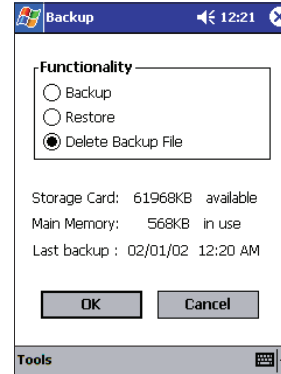 Backup 12:21
Functionality
Backup
Restore
Delete Backup File
Storage Card: 61968KB available
Main Memory: 568KB in use
Last backup : 02/01/02 12:20 AM
OK Cancel
Tools